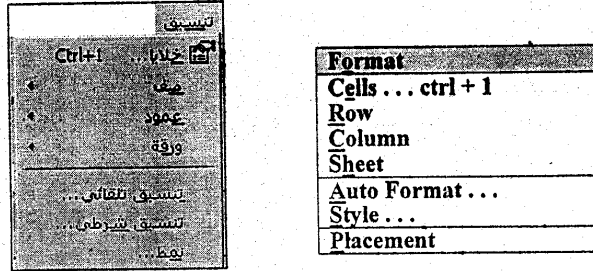 تنسيق
خلايا... Ctrl+1
صف
عمود
ورقة
تنسيق تلقائي...
تنسيق شرطي...
نمط...
Format
Cells . . . ctrl + 1
Row
Column
Sheet
Auto Format . . .
Style . . .
Placement